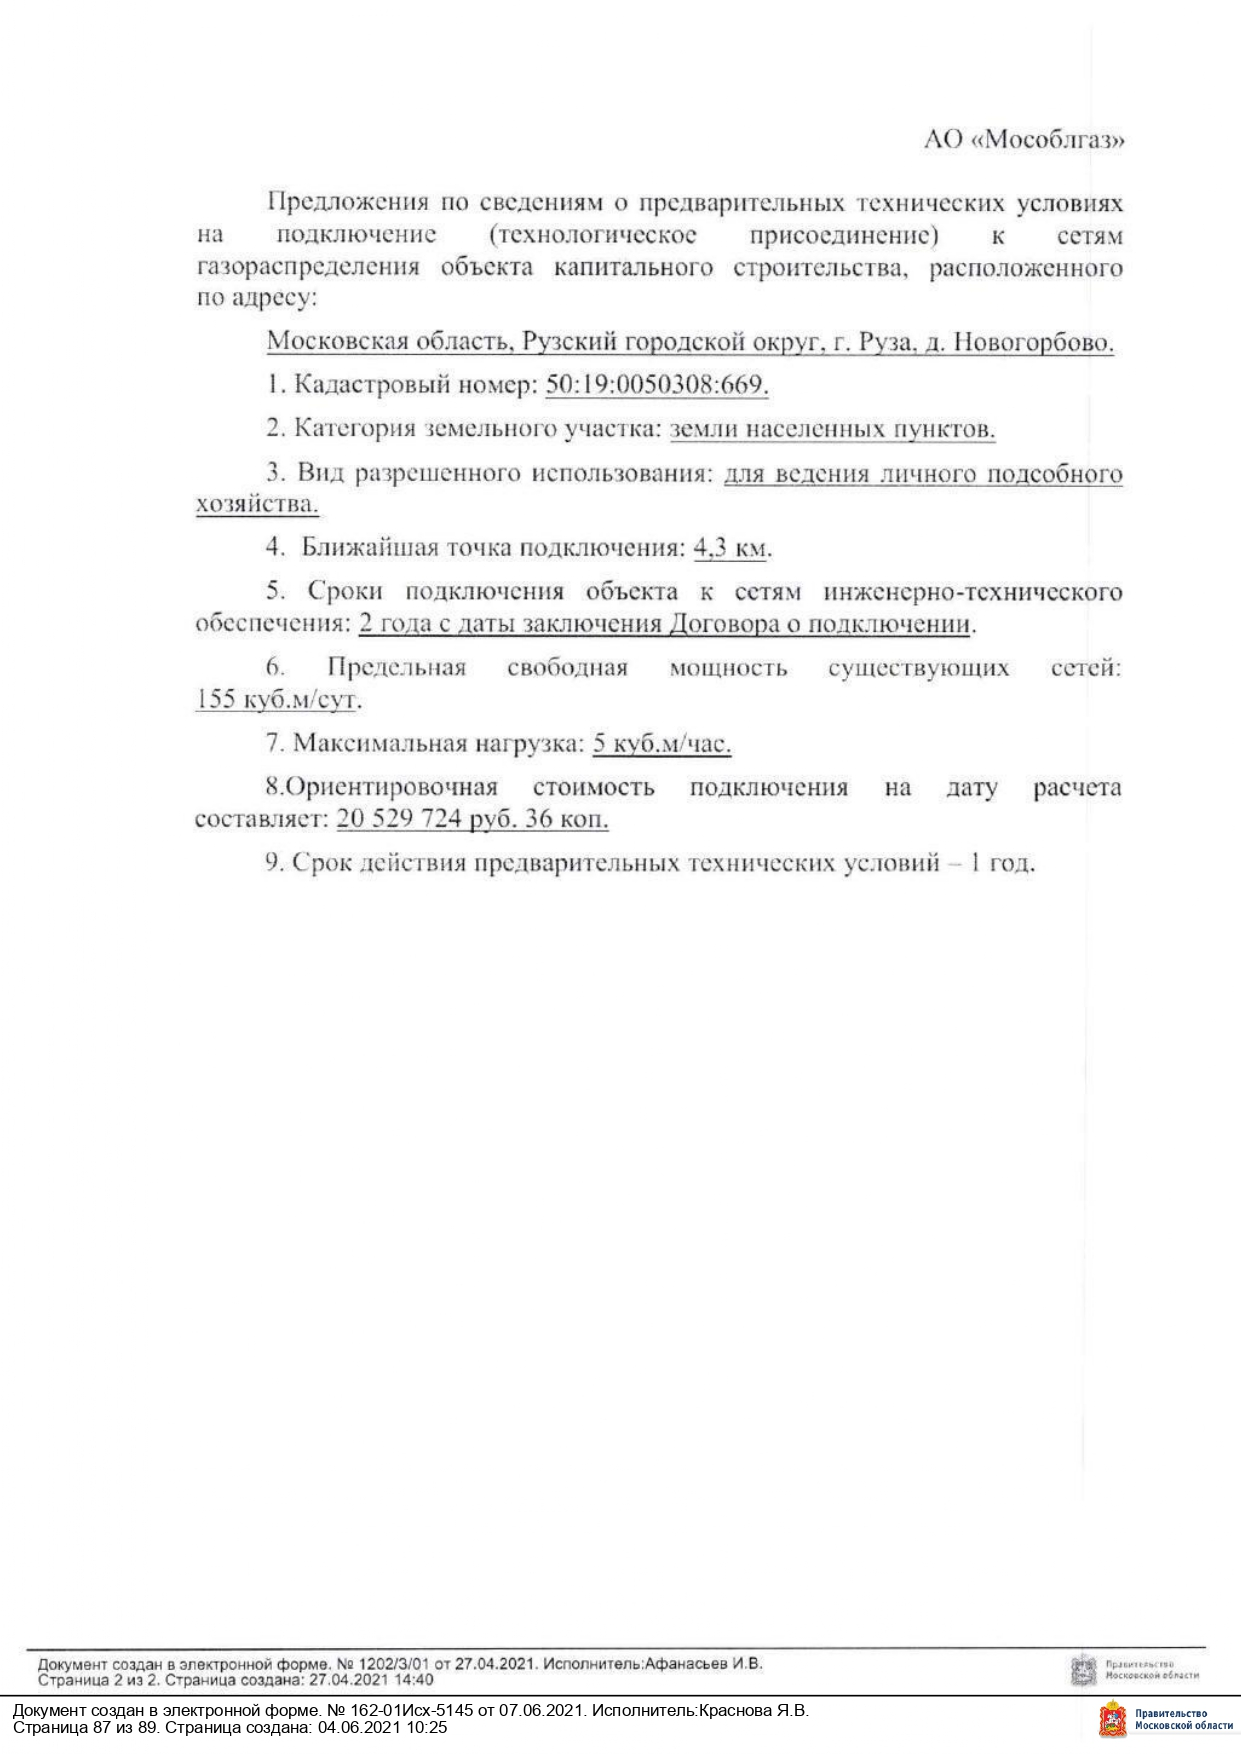 АО «Мособлгаз»
Предложения по сведениям о предварительных технических условиях
на подключение (технологическое присоединение) к сетям
газораспределения объекта капитального строительства, расположенного
по адресу:
Московская область, Рузский городской округ, г. Руза, д. Новогорбово.
1. Кадастровый номер: 50:19:0050308:669.
2. Категория земельного участка: земли населенных пунктов.
3. Вид разрешенного использования: для ведения личного подсобного
хозяйства.
4. Ближайшая точка подключения: 4,3 км.
5. Сроки подключения объекта к сетям инженерно-технического
обеспечения: 2 года с даты заключения Договора о подключении.
6. Предельная свободная мощность существующих сетей:
155 куб.м/сут.
7. Максимальная нагрузка: 5 куб.м/час.
8.Ориентировочная стоимость подключения на дату расчета
составляет: 20 529 724 руб. 36 коп.
9. Срок действия предварительных технических условий – 1 год.
Документ создан в электронной форме. № 1202/3/01 от 27.04.2021. Исполнитель:Афанасьев И.В.
Страница 2 из 2. Страница создана: 27.04.2021 14:40
Правительство
Московской области
Документ создан в электронной форме. № 162-01Исх-5145 от 07.06.2021. Исполнитель:Краснова Я.В.
Страница 87 из 89. Страница создана: 04.06.2021 10:25
Правительство
Московской области